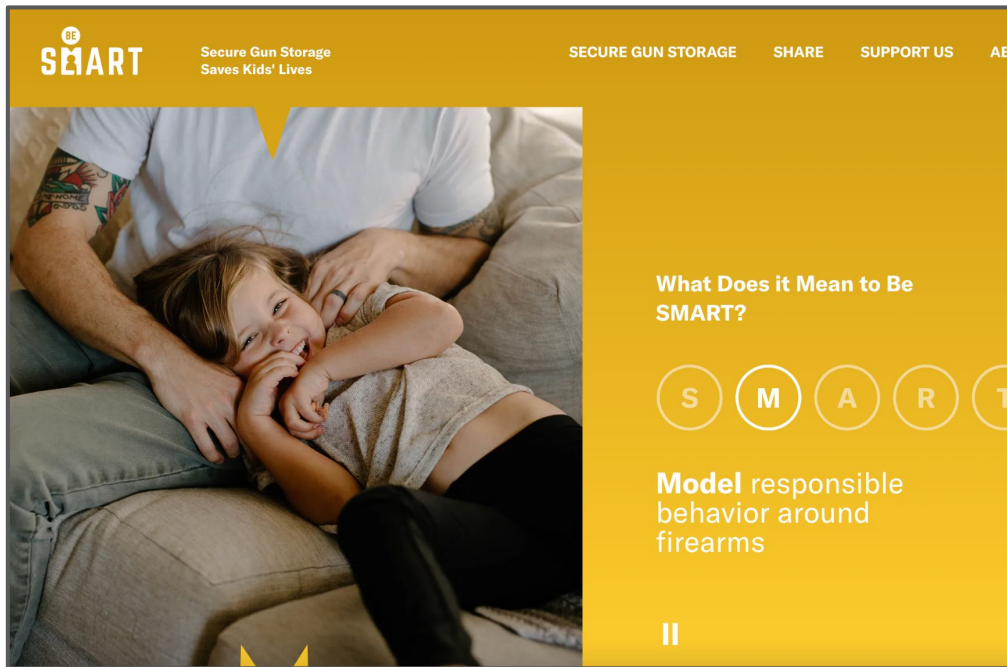 BE
SMART
Secure Gun Storage
Saves Kids' Lives
SECURE GUN STORAGE SHARE SUPPORT US
What Does it Mean to Be
SMART?
S M A R T
Model responsible
behavior around
firearms